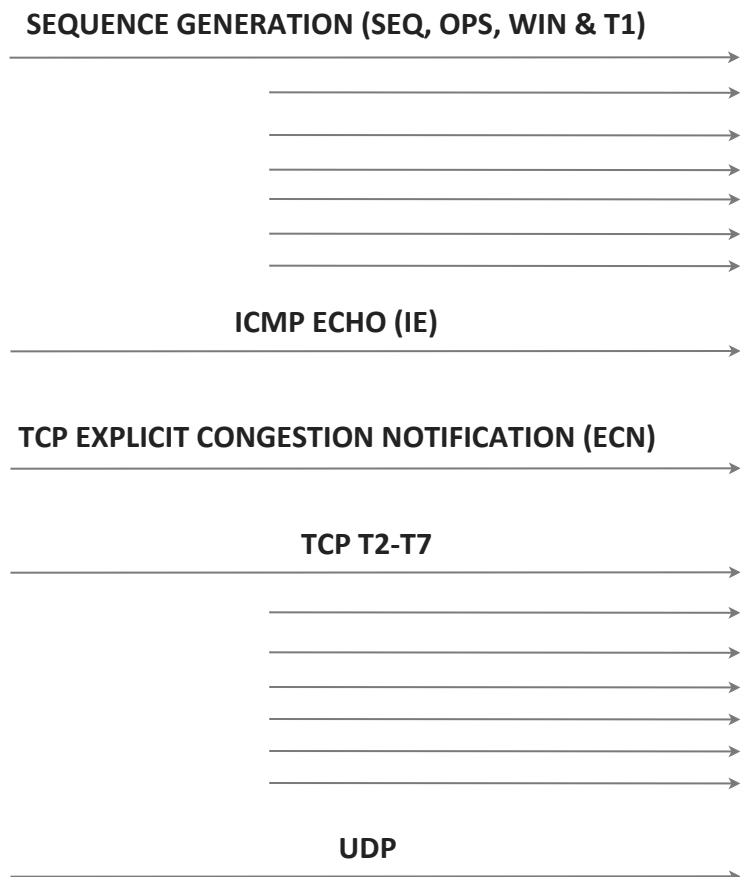 SEQUENCE GENERATION (SEQ, OPS, WIN & T1)
ICMP ECHO (IE)
TCP EXPLICIT CONGESTION NOTIFICATION (ECN)
TCP T2-T7
UDP